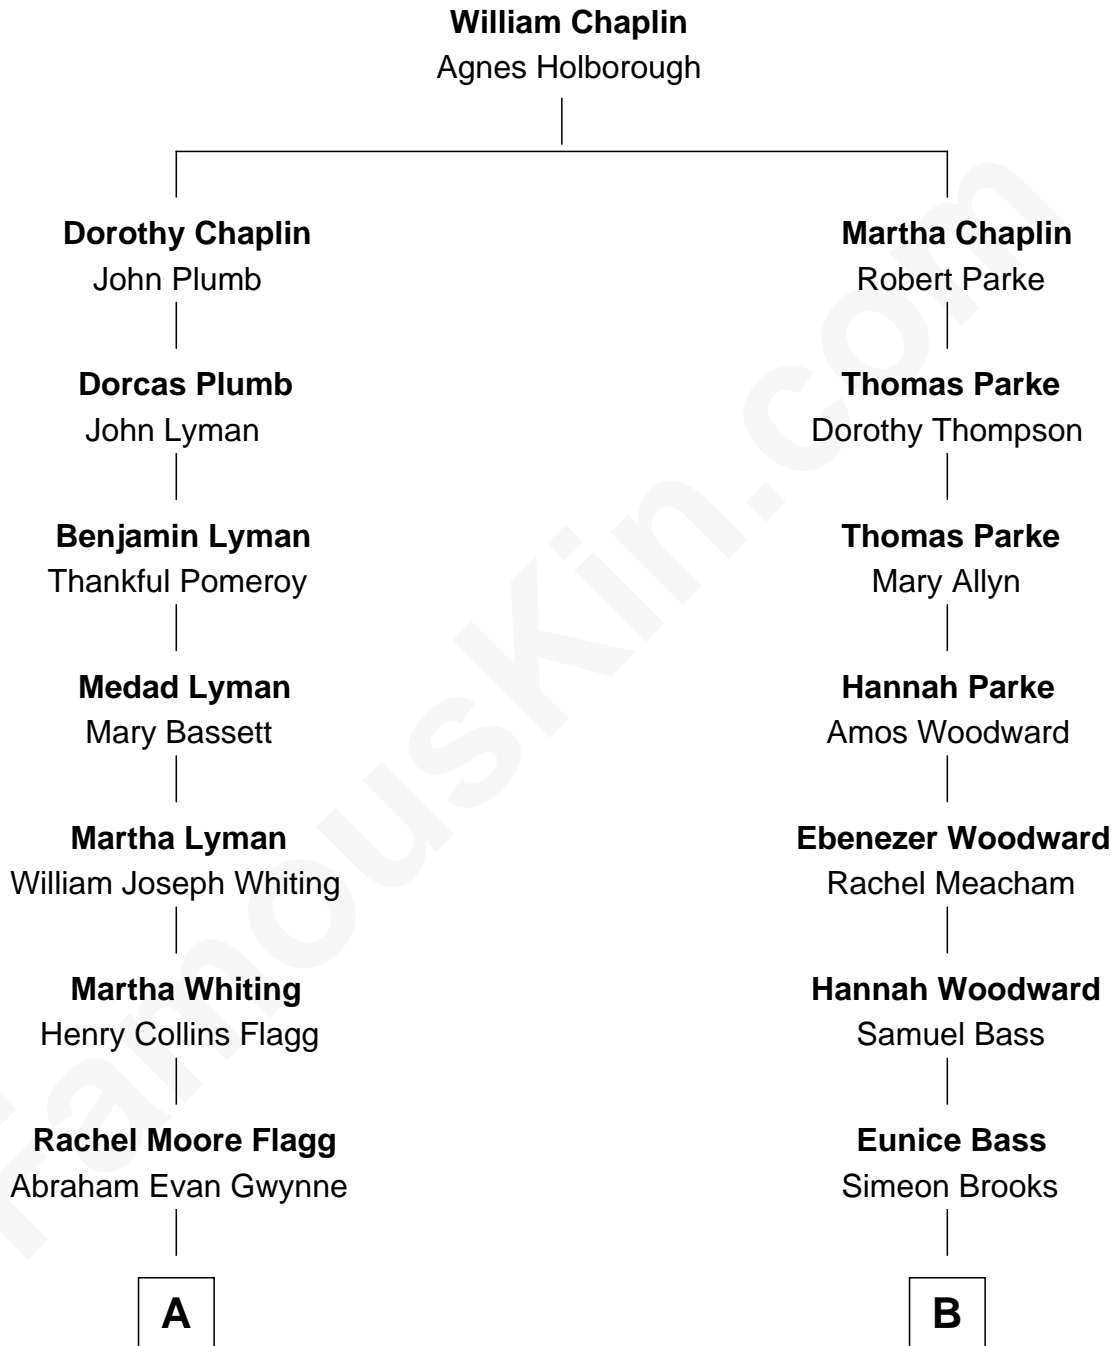 William Chaplin
Agnes Holborough
Dorothy Chaplin
John Plumb
Martha Chaplin
Robert Parke
Dorcas Plumb
John Lyman
Thomas Parke
Dorothy Thompson
Benjamin Lyman
Thankful Pomeroy
Thomas Parke
Mary Allyn
Medad Lyman
Mary Bassett
Hannah Parke
Amos Woodward
Martha Lyman
William Joseph Whiting
Ebenezer Woodward
Rachel Meacham
Martha Whiting
Henry Collins Flagg
Hannah Woodward
Samuel Bass
Rachel Moore Flagg
Abraham Evan Gwynne
Eunice Bass
Simeon Brooks
A
B
FamousKin.com